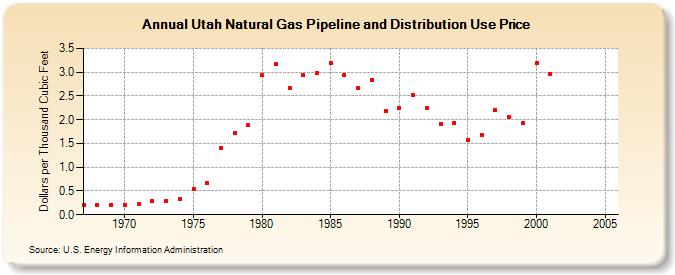 Annual Utah Natural Gas Pipeline and Distribution Use Price
Dollars per Thousand Cubic Feet
3.5
3.0
2.5
2.0
1.5
1.0
0.5
0.0
1970 1975 1980 1985 1990 1995 2000 2005
Source: U.S. Energy Information Administration